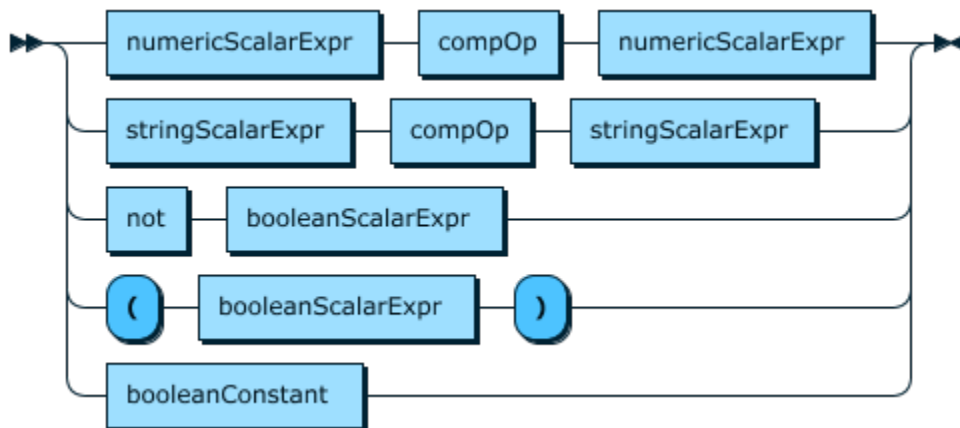 numericScalarExpr compOp numericScalarExpr
stringScalarExpr compOp stringScalarExpr
not booleanScalarExpr
( booleanScalarExpr )
booleanConstant